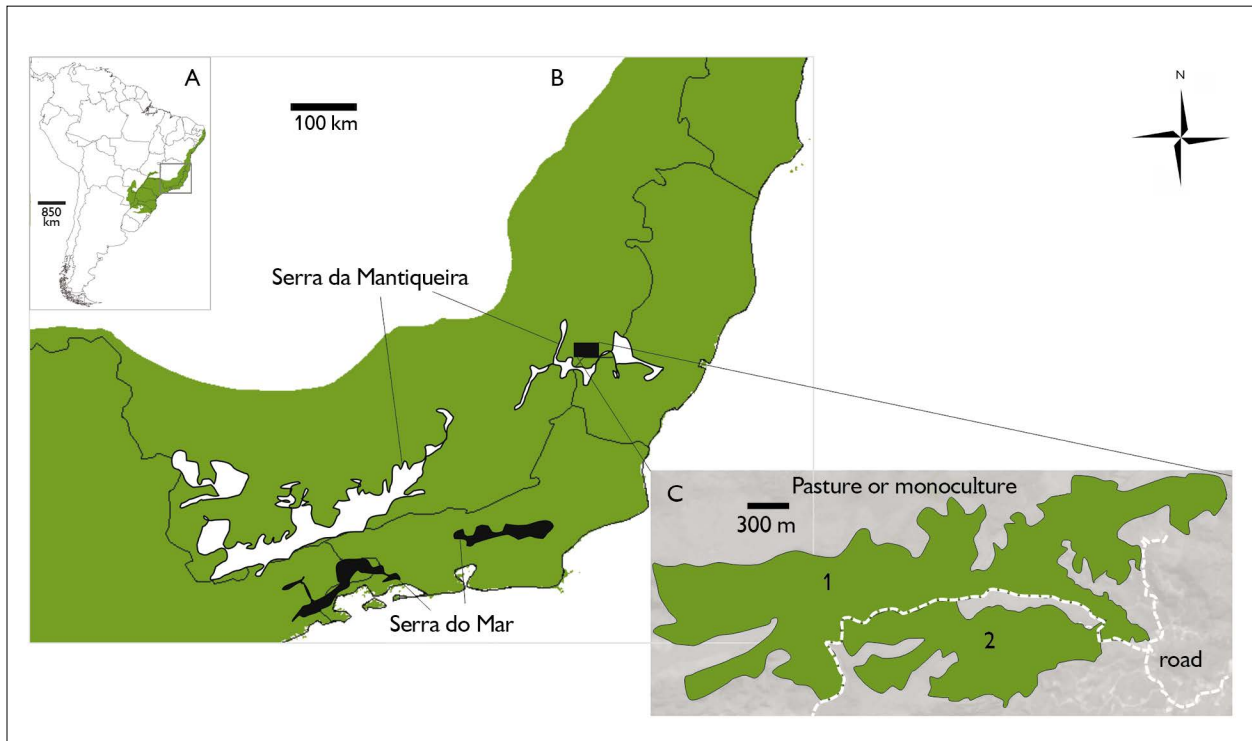 A
B
N
100 km
850
km
Serra da Mantiqueira
C
Pasture or monoculture
300 m
1
Serra do Mar
2
road